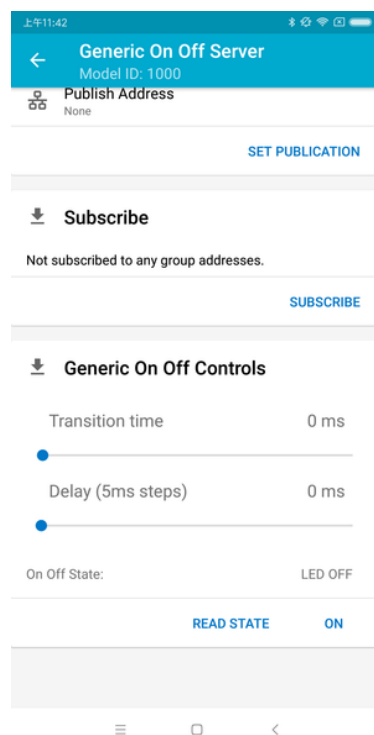 上午11:42
Generic On Off Server
Model ID: 1000
Publish Address
None
SET PUBLICATION
Subscribe
Not subscribed to any group addresses.
SUBSCRIBE
Generic On Off Controls
Transition time 0 ms
Delay (5ms steps) 0 ms
On Off State: LED OFF
READ STATE ON